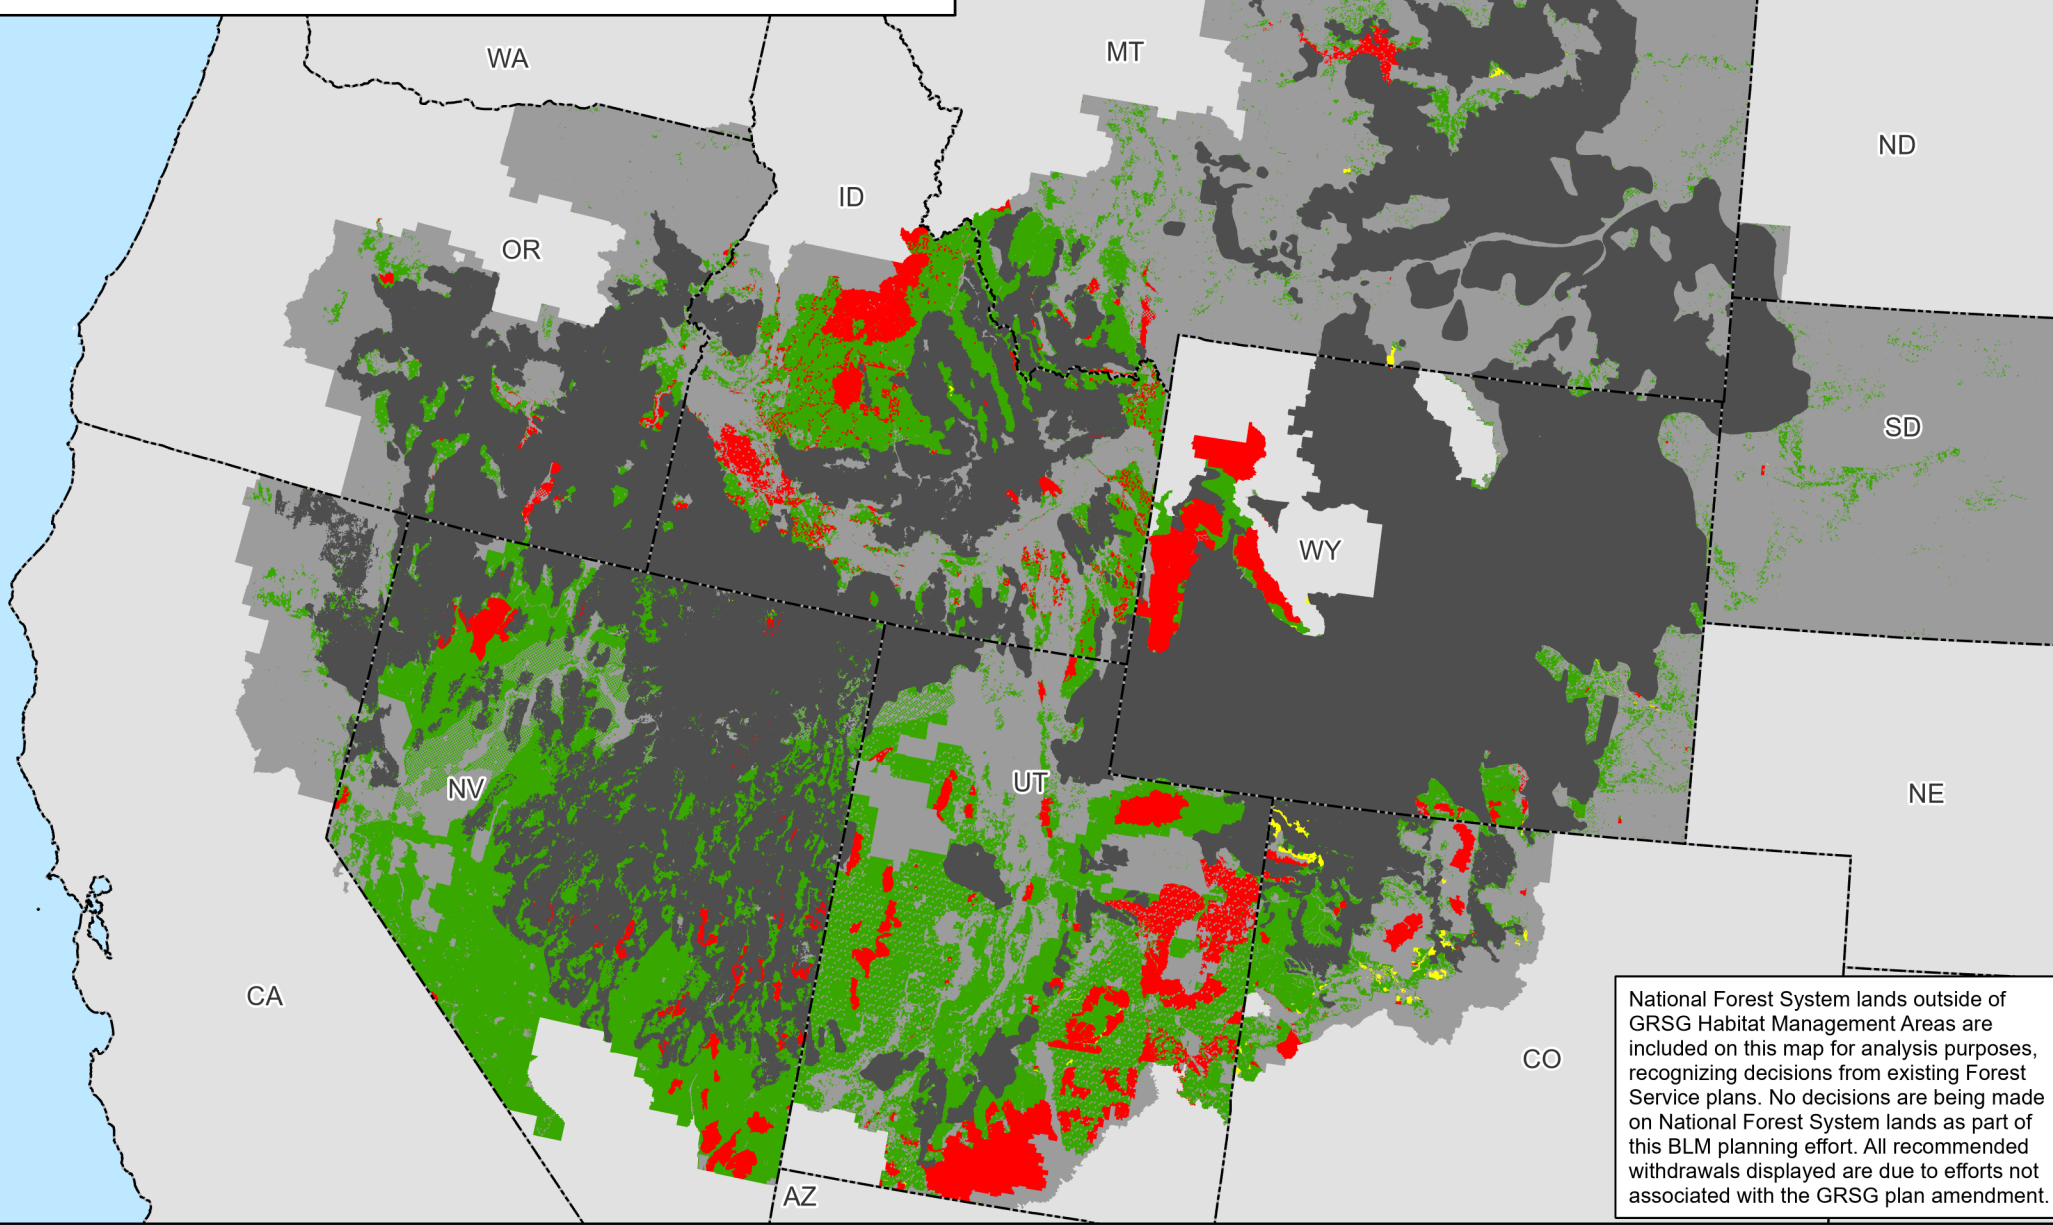 WA
MT
ND
ID
OR
SD
WY
NV
UT
NE
CA
CO
AZ
National Forest System lands outside of
GRSG Habitat Management Areas are
included on this map for analysis purposes,
recognizing decisions from existing Forest
Service plans. No decisions are being made
on National Forest System lands as part of
this BLM planning effort. All recommended
withdrawals displayed are due to efforts not
associated with the GRSG plan amendment.